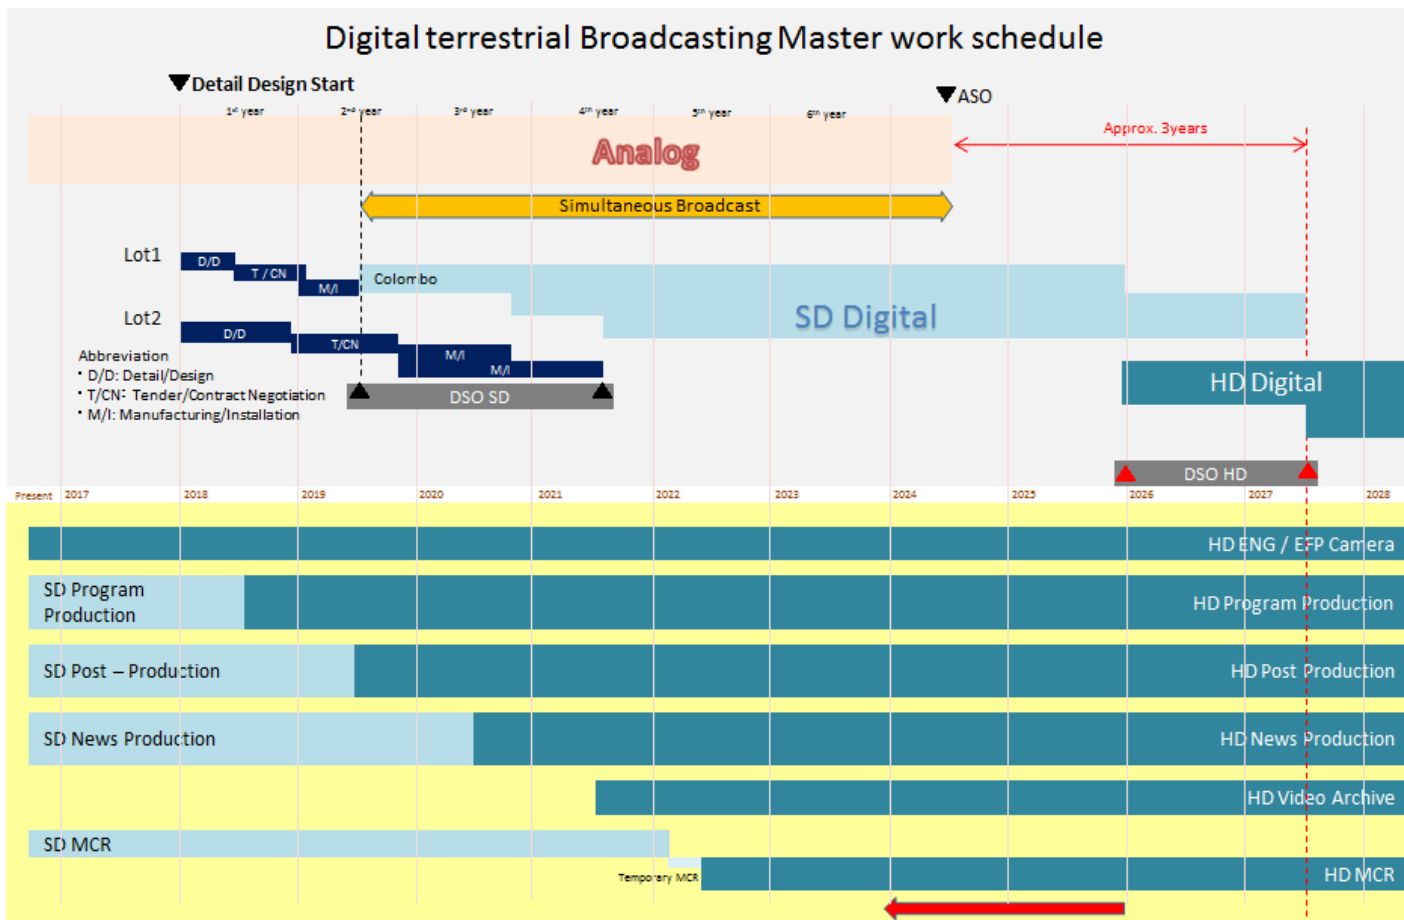 Digital terrestrial Broadcasting Master work schedule
▼Detail Design Start
▼ASO
1st year 2nd year 3rd year 4th year 5th year 6th year
Approx. 3years
Analog
Simultaneous Broadcast
Lot1
D/D
T / CN
M/I
Colombo
SD Digital
Lot2
D/D
T/CN
M/I
M/I
Abbreviation
・D/D: Detail/Design
・T/CN: Tender/Contract Negotiation
・M/I: Manufacturing/Installation
DSO SD
HD Digital
DSO HD
Present 2017 2018 2019 2020 2021 2022 2023 2024 2025 2026 2027 2028
HD ENG / EFP Camera
SD Program
Production
HD Program Production
SD Post – Production
HD Post Production
SD News Production
HD News Production
HD Video Archive
SD MCR
Temporary MCR
HD MCR